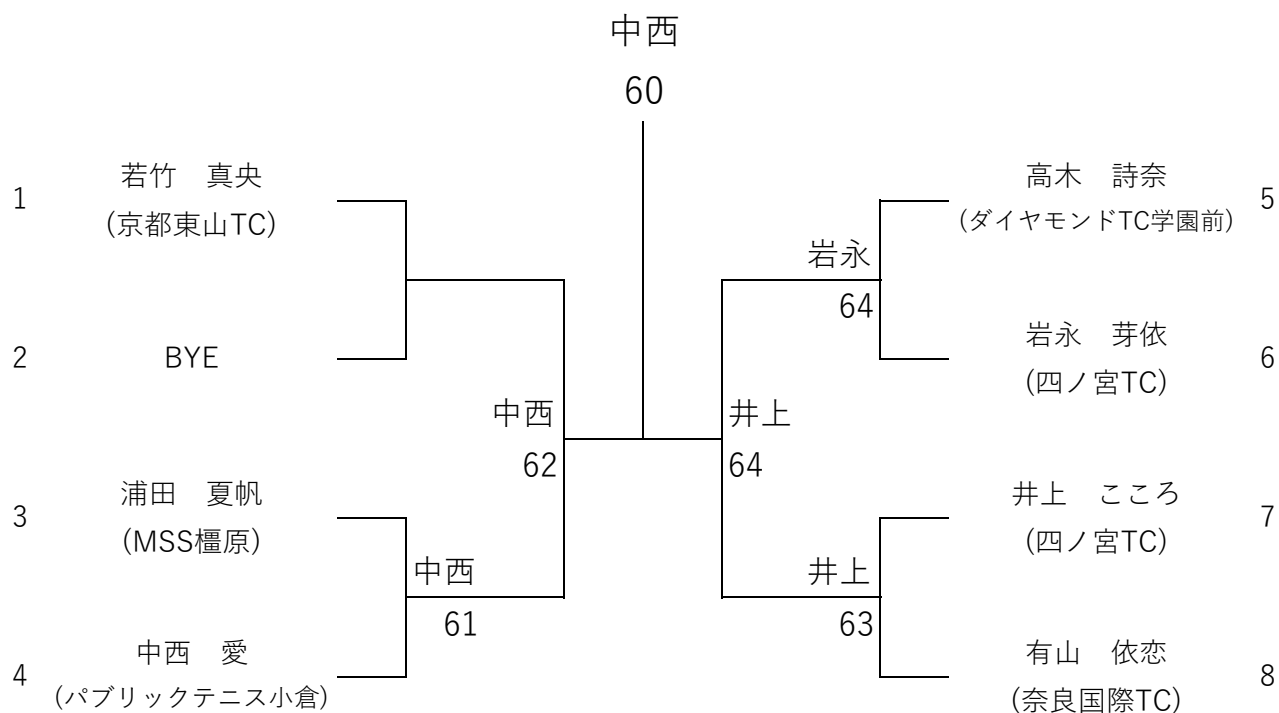 中西
60
1
若竹　真央
(京都東山TC)
2
BYE
3
浦田　夏帆
(MSS橿原)
4
中西　愛
(パブリックテニス小倉)
中西
61
中西
62
井上
64
岩永
64
井上
63
高木　詩奈
(ダイヤモンドTC学園前)
5
岩永　芽依
(四ノ宮TC)
6
井上　こころ
(四ノ宮TC)
7
有山　依恋
(奈良国際TC)
8